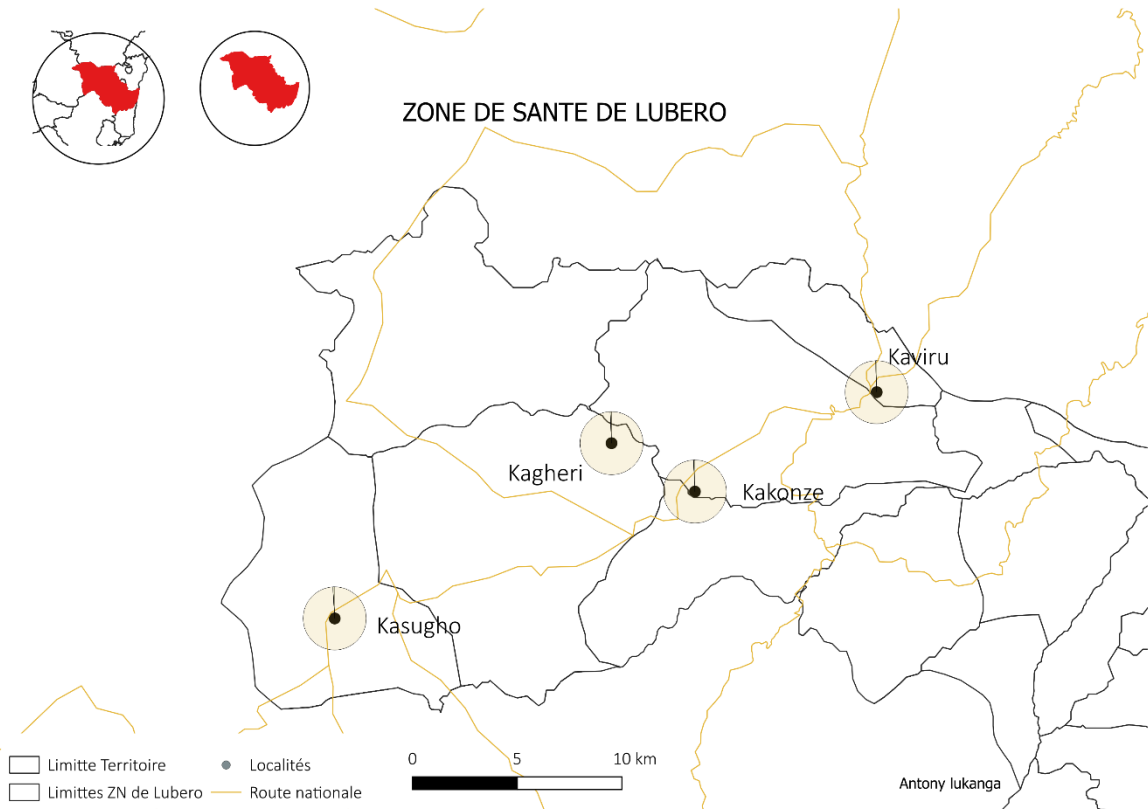 ZONE DE SANTE DE LUBERO
Kaviru
Kagheri
Kakonze
Kasugho
0 5 10 km
Limitte Territoire
Localités
Limittes ZN de Lubero
Route nationale
Antony lukanga